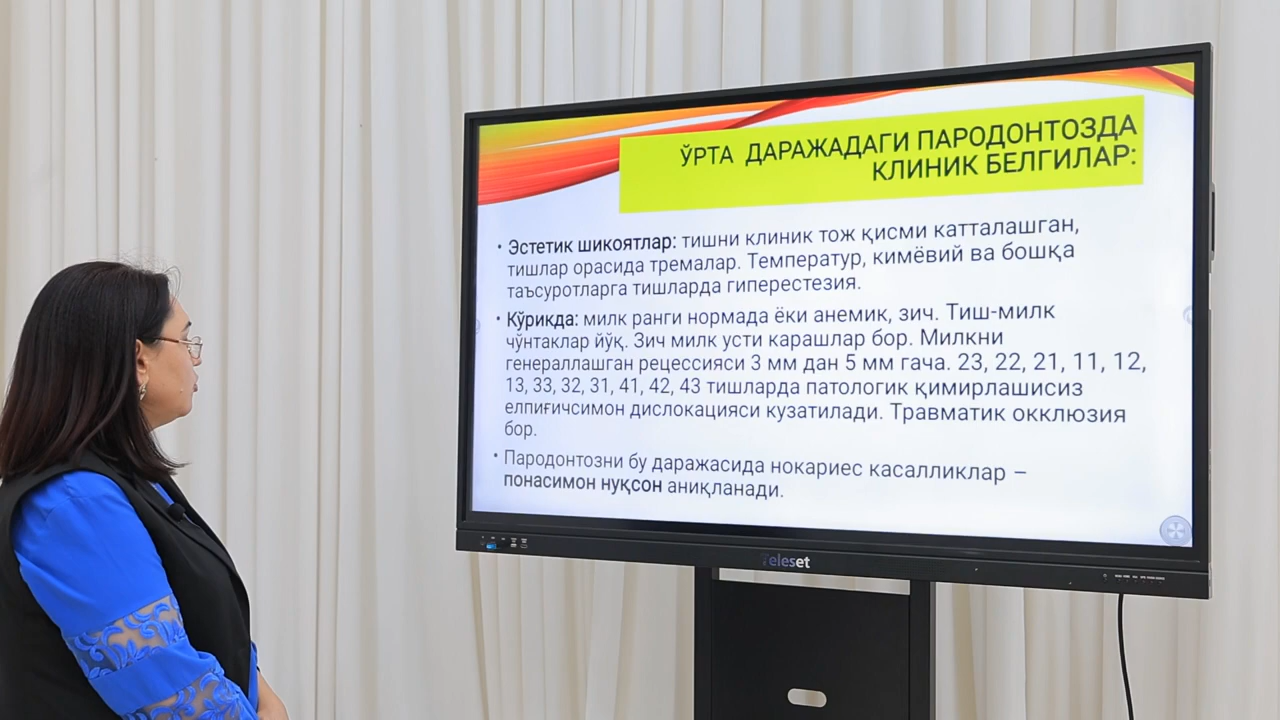 ЎРТА ДАРАЖАДАГИ ПАРОДОНТОЗДА
КЛИНИК БЕЛГИЛАР:
• Эстетик шикоятлар: тишни клиник тож қисми катталашган,
тишлар орасида тремалар. Температур, кимёвий ва бошқа
таъсуротларга тишларда гиперестезия.
• Кўрикда: милк ранги нормада ёки анемик, зич. Тиш-милк
чўнтаклар йўқ. Зич милк усти карашлар бор. Милкни
генераллашган рецессияси 3 мм дан 5 мм гача. 23, 22, 21, 11, 12,
13, 33, 32, 31, 41, 42, 43 тишларда патологик қимирлашисиз
елпиғичсимон дислокацияси кузатилади. Травматик окклюзия
бор.
• Пародонтозни бу даражасида нокариес касалликлар –
понасимон нуқсон аниқланади.
Teleset